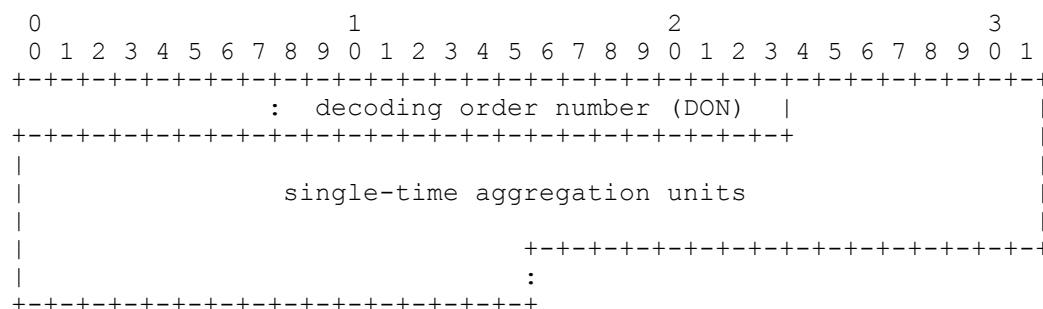 0                   1                   2                   3
 0 1 2 3 4 5 6 7 8 9 0 1 2 3 4 5 6 7 8 9 0 1 2 3 4 5 6 7 8 9 0 1
+-+-+-+-+-+-+-+-+-+-+-+-+-+-+-+-+-+-+-+-+-+-+-+-+-+-+-+-+-+-+-+-+
                :  decoding order number (DON)  |               |
+-+-+-+-+-+-+-+-+-+-+-+-+-+-+-+-+-+-+-+-+-+-+-+-+               |
|                                                               |
|                single-time aggregation units                  |
|                                                               |
|                               +-+-+-+-+-+-+-+-+-+-+-+-+-+-+-+-+
|                               :
+-+-+-+-+-+-+-+-+-+-+-+-+-+-+-+-+